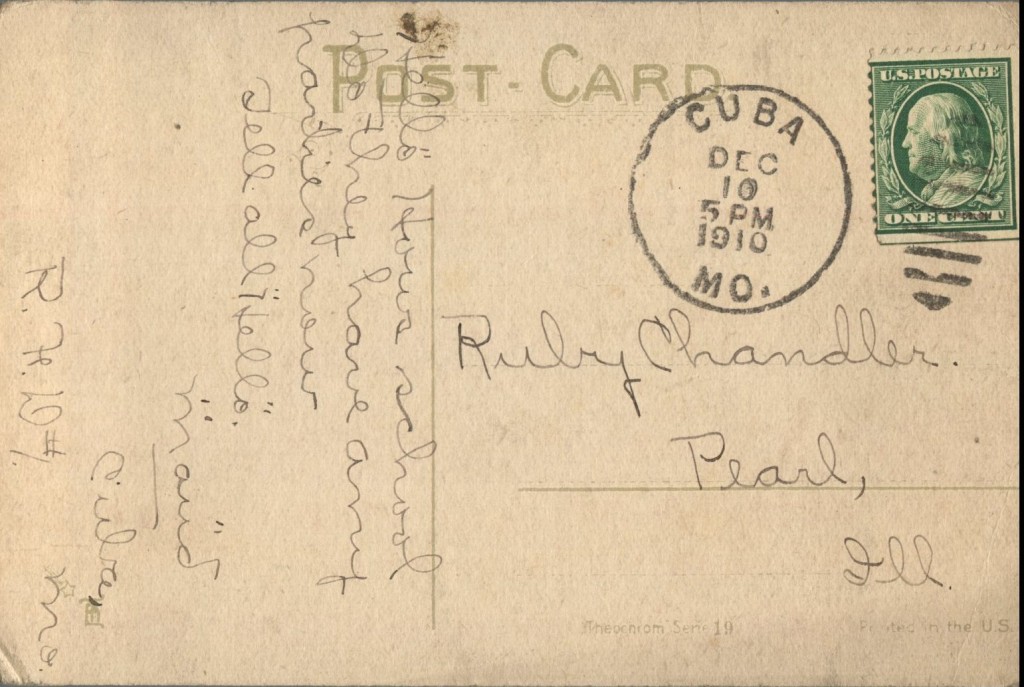 POST-CARD
U.S. POSTAGE
ONE CENT
CUBA
DEC
10
5 PM
1910
MO.
Hello How's school
Do they have any
parties now
Tell all "Hello".
"Maud"
R.F.D #1.
Cuba,
Mo.
Ruby Chandler.
Pearl,
Ill.
Theochrom Serie 19
Printed in the U.S.